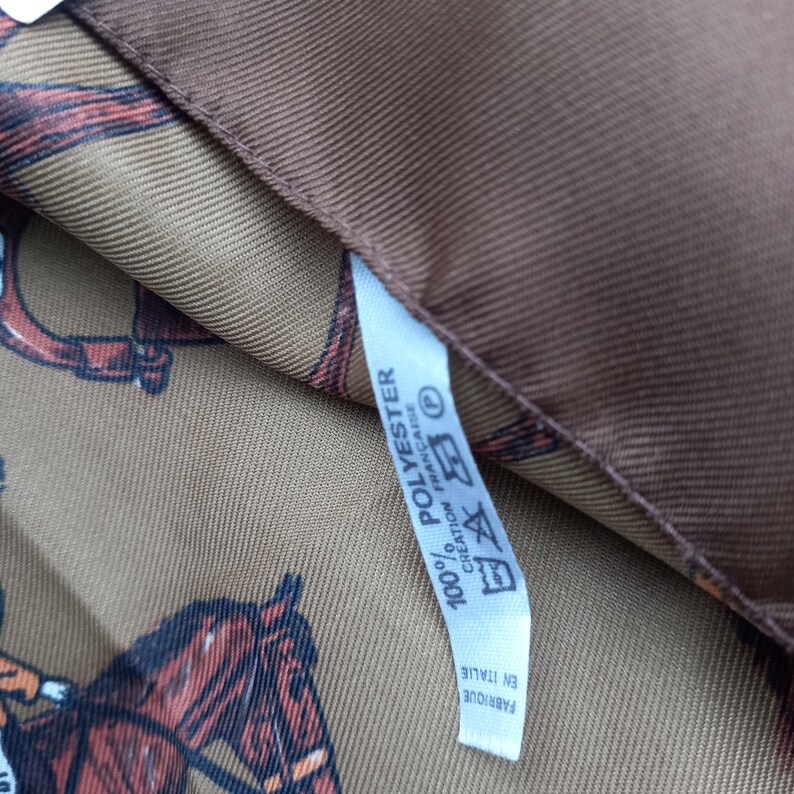 100% POLYESTER
CRÉATION FRANÇAISE
P
FABRIQUÉ
EN ITALIE